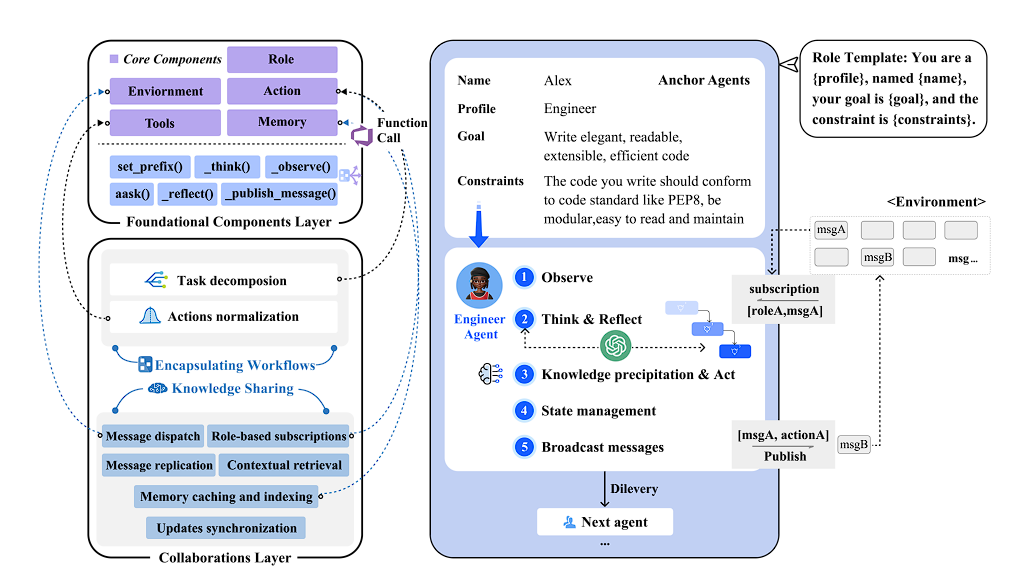 Core Components
Role
Enviornment
Action
Tools
Memory
set_prefix()
_think()
_observe()
aask()
_reflect()
_publish_message()
Foundational Components Layer
Function
Call
Task decomposion
Actions normalization
Encapsulating Workflows
Knowledge Sharing
Message dispatch
Role-based subscriptions
Message replication
Contextual retrieval
Memory caching and indexing
Updates synchronization
Collaborations Layer
Name
Alex
Anchor Agents
Profile
Engineer
Goal
Write elegant, readable,
extensible, efficient code
Constraints
The code you write should conform
to code standard like PEP8, be
modular,easy to read and maintain
Engineer
Agent
1 Observe
2 Think & Reflect
3 Knowledge precipitation & Act
4 State management
5 Broadcast messages
Dilevery
Next agent
...
Role Template: You are a
{profile}, named {name},
your goal is {goal}, and the
constraint is {constraints}.
<Environment>
msgA
msgB
msg...
subscription
[roleA,msgA]
[msgA, actionA]
Publish
msgB